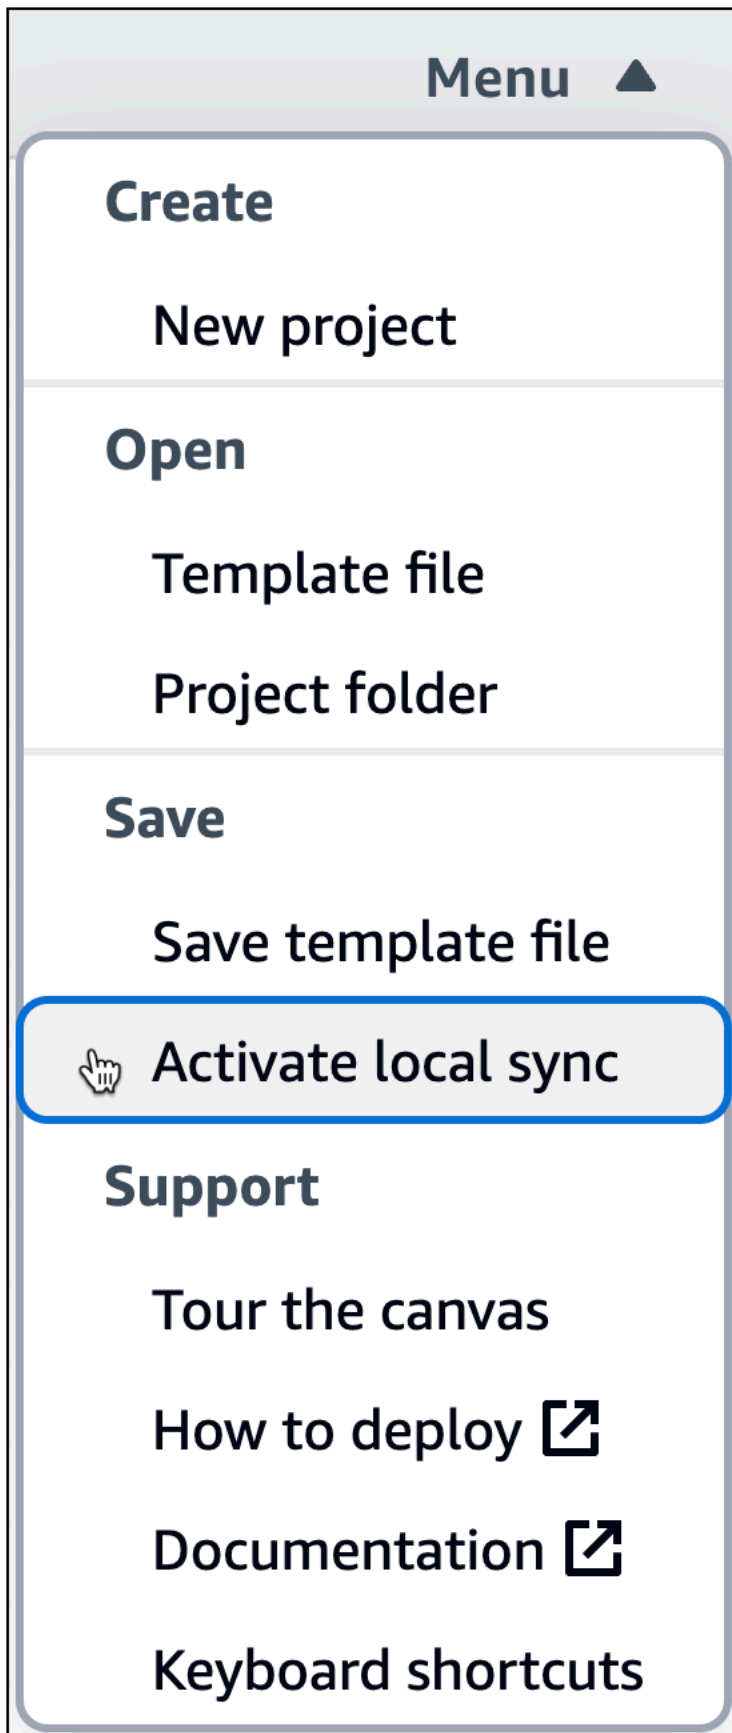 Menu
Create
New project
Open
Template file
Project folder
Save
Save template file
Activate local sync
Support
Tour the canvas
How to deploy
Documentation
Keyboard shortcuts